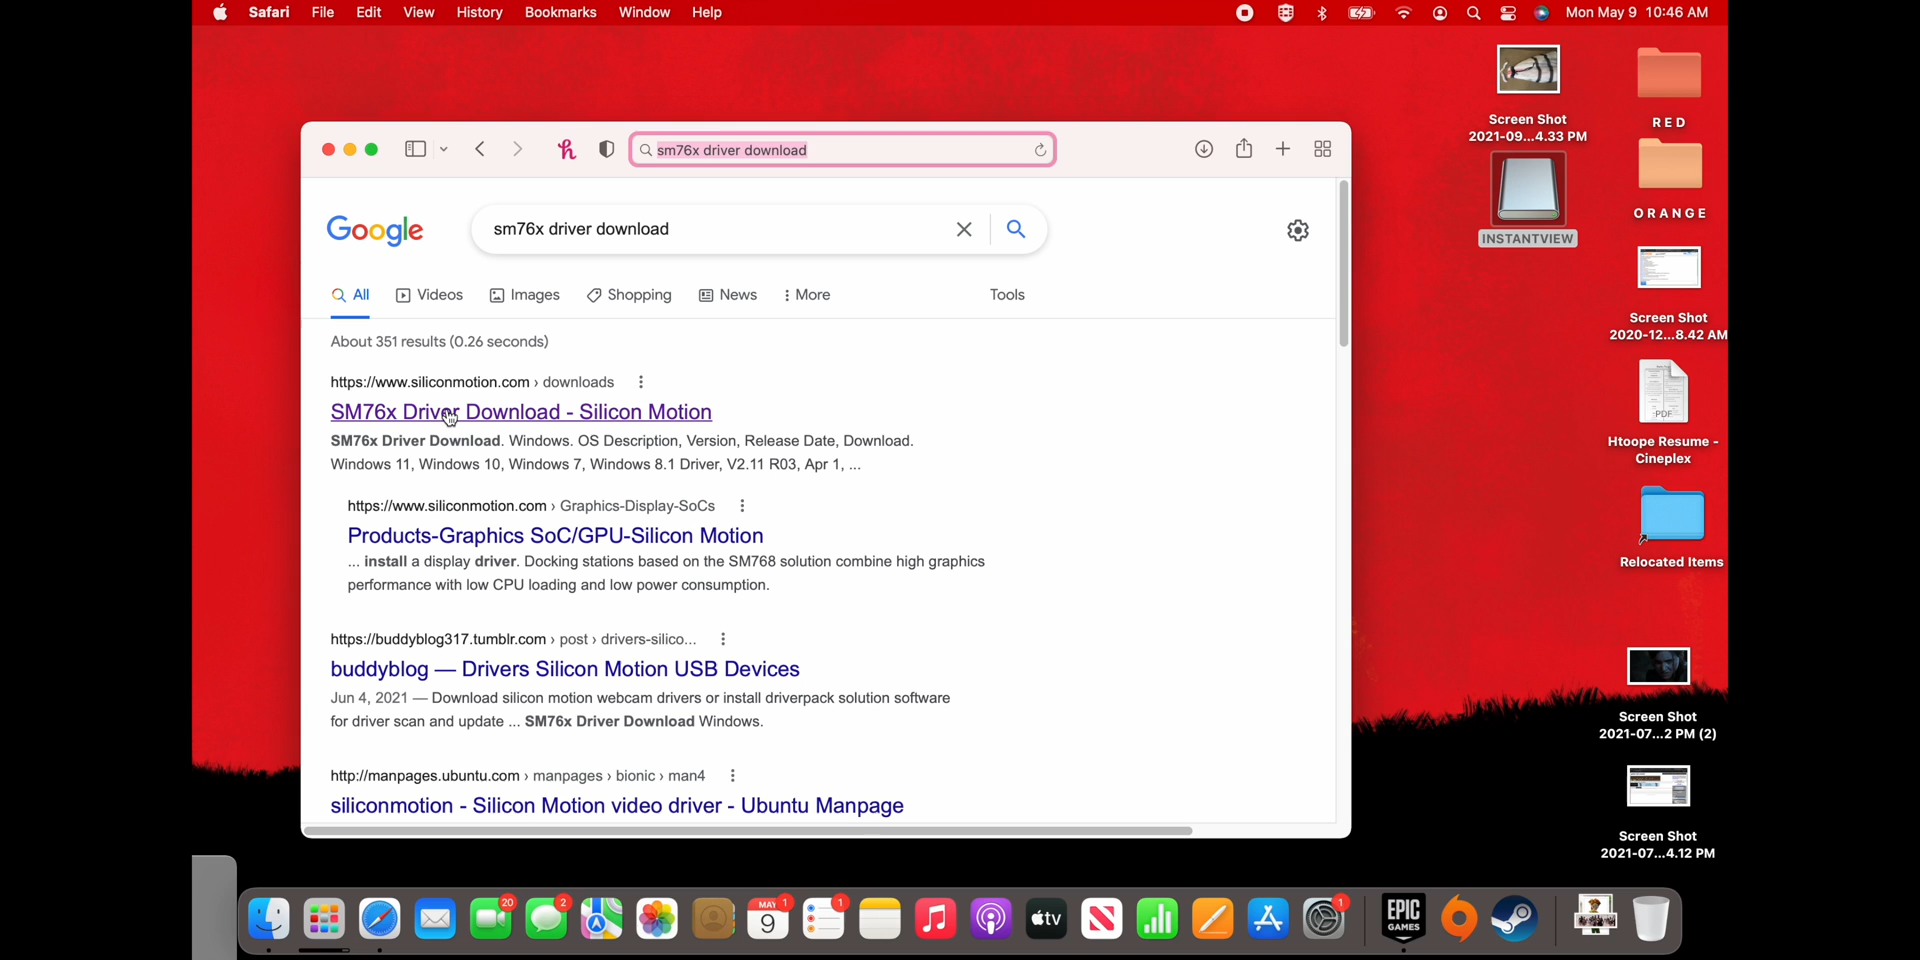 Safari File Edit View History Bookmarks Window Help Mon May 9 10:46 AM
sm76x driver download
Google
sm76x driver download
All Videos Images Shopping News More Tools
About 351 results (0.26 seconds)
https://www.siliconmotion.com › downloads
SM76x Driver Download - Silicon Motion
SM76x Driver Download. Windows. OS Description, Version, Release Date, Download.
Windows 11, Windows 10, Windows 7, Windows 8.1 Driver, V2.11 R03, Apr 1, ...
https://www.siliconmotion.com › Graphics-Display-SoCs
Products-Graphics SoC/GPU-Silicon Motion
... install a display driver. Docking stations based on the SM768 solution combine high graphics
performance with low CPU loading and low power consumption.
https://buddyblog317.tumblr.com › post › drivers-silico...
buddyblog — Drivers Silicon Motion USB Devices
Jun 4, 2021 — Download silicon motion webcam drivers or install driverpack solution software
for driver scan and update ... SM76x Driver Download Windows.
http://manpages.ubuntu.com › manpages › bionic › man4
siliconmotion - Silicon Motion video driver - Ubuntu Manpage
Screen Shot
2021-09...4.33 PM
INSTANTVIEW
RED
ORANGE
Screen Shot
2020-12...8.42 AM
PDF
Htoope Resume -
Cineplex
Relocated Items
Screen Shot
2021-07...2 PM (2)
Screen Shot
2021-07...4.12 PM
20
2
MAY
9
1
1
tv
1
EPIC
GAMES